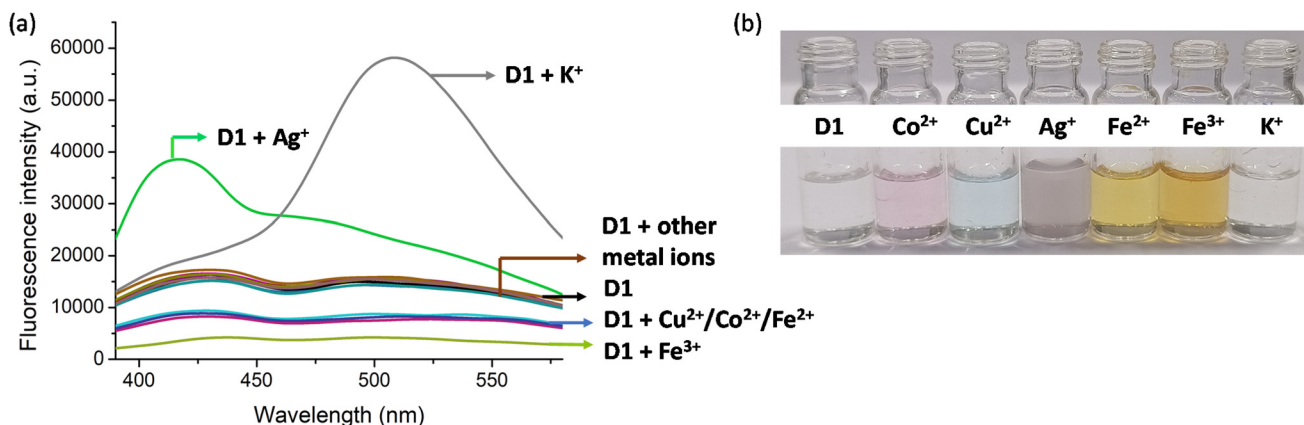 (a)
60000
50000
40000
30000
20000
10000
0
Fluorescence intensity (a.u.)
400
450
500
550
Wavelength (nm)
D1 + K⁺
D1 + Ag⁺
D1 + other
metal ions
D1
D1 + Cu²⁺/Co²⁺/Fe²⁺
D1 + Fe³⁺
(b)
D1 Co²⁺ Cu²⁺ Ag⁺ Fe²⁺ Fe³⁺ K⁺